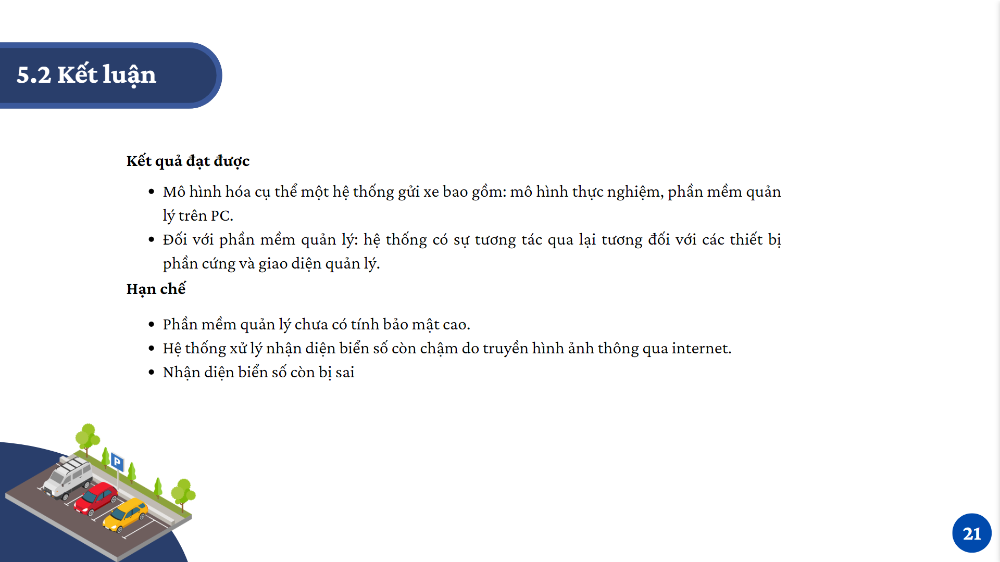 5.2 Kết luận
Kết quả đạt được
• Mô hình hóa cụ thể một hệ thống gửi xe bao gồm: mô hình thực nghiệm, phần mềm quản
lý trên PC.
• Đối với phần mềm quản lý: hệ thống có sự tương tác qua lại tương đối với các thiết bị
phần cứng và giao diện quản lý.
Hạn chế
• Phần mềm quản lý chưa có tính bảo mật cao.
• Hệ thống xử lý nhận diện biển số còn chậm do truyền hình ảnh thông qua internet.
• Nhận diện biển số còn bị sai
P
21